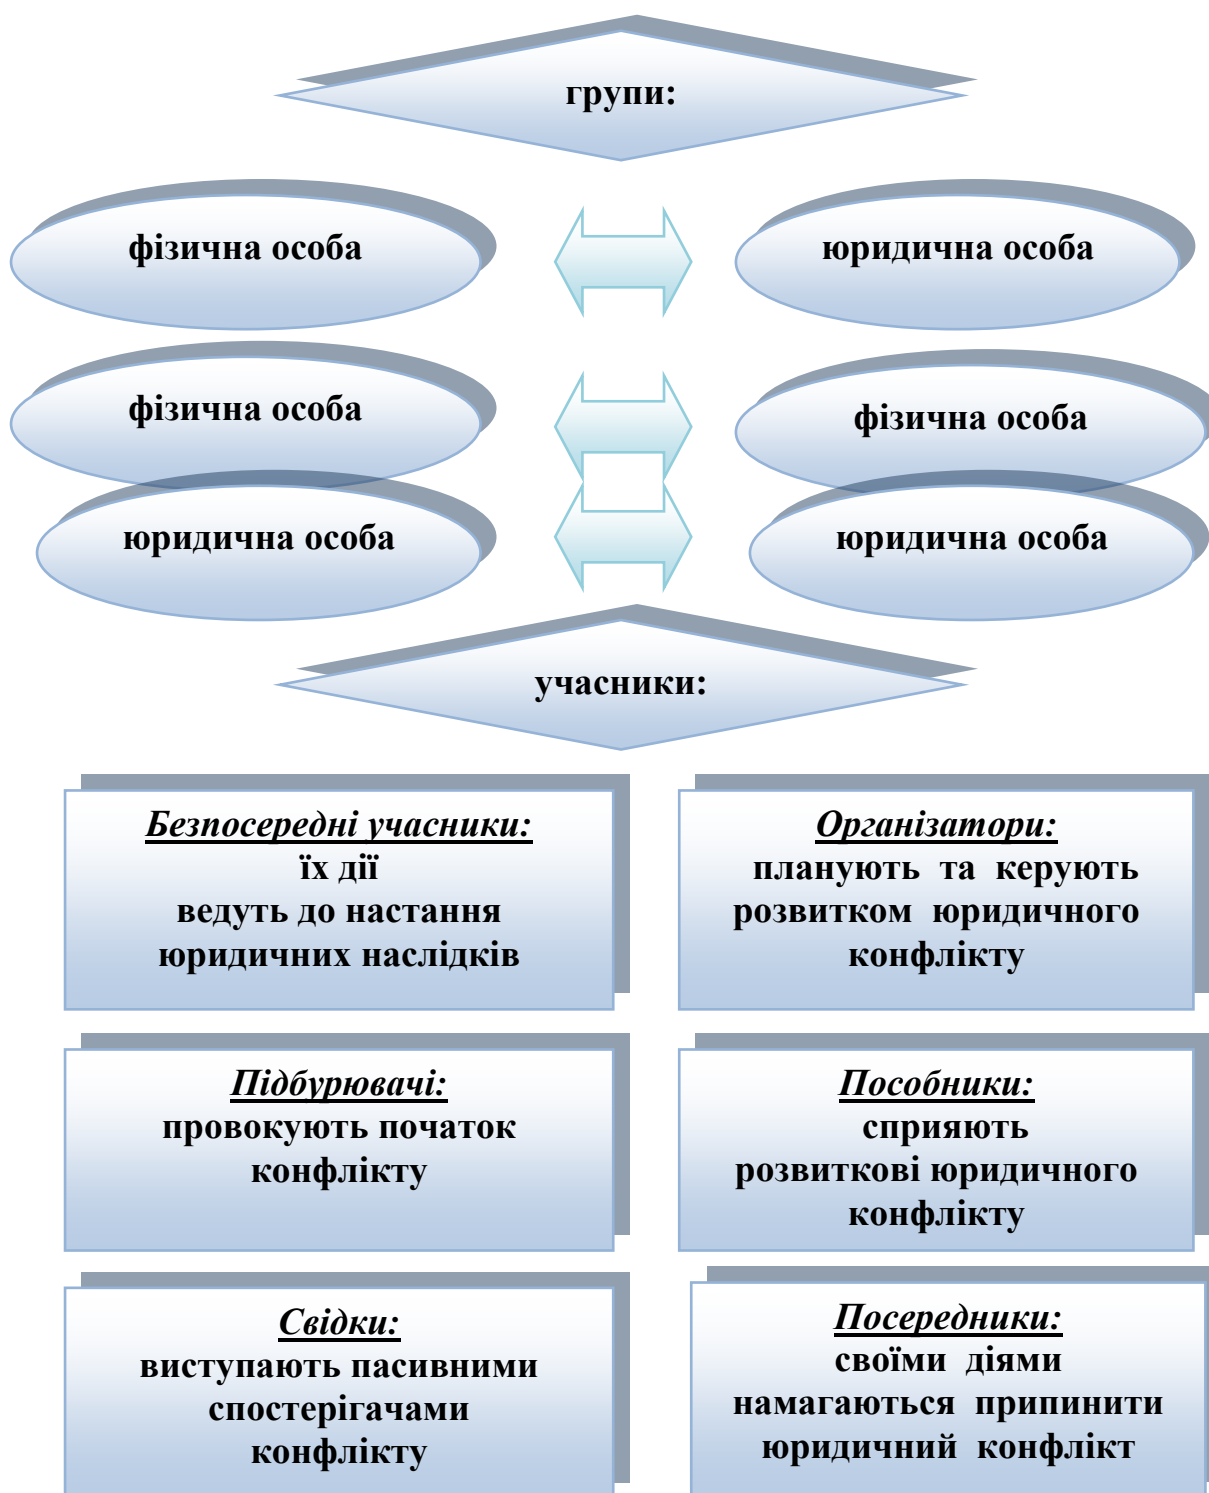 групи:
фізична особа
юридична особа
фізична особа
фізична особа
юридична особа
юридична особа
учасники:
Безпосередні учасники:
їх дії
ведуть до настання
юридичних наслідків
Організатори:
планують та керують
розвитком юридичного
конфлікту
Підбурювачі:
провокують початок
конфлікту
Пособники:
сприяють
розвиткові юридичного
конфлікту
Свідки:
виступають пасивними
спостерігачами
конфлікту
Посередники:
своїми діями
намагаються припинити
юридичний конфлікт